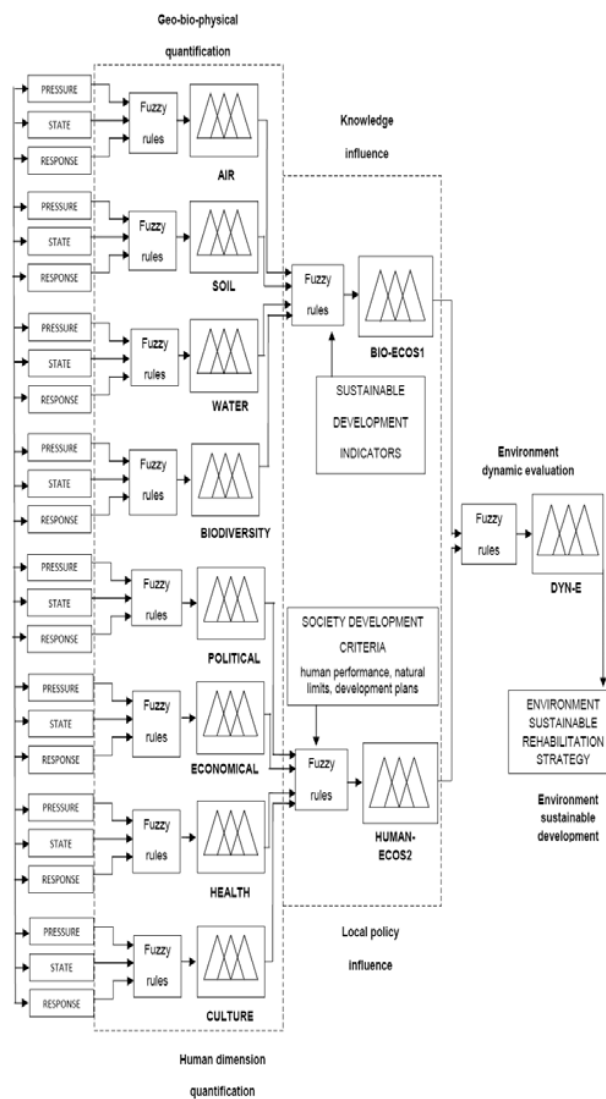 Geo-bio-physical
quantification
PRESSURE
STATE
RESPONSE
Fuzzy
rules
AIR
PRESSURE
STATE
RESPONSE
Fuzzy
rules
SOIL
PRESSURE
STATE
RESPONSE
Fuzzy
rules
WATER
PRESSURE
STATE
RESPONSE
Fuzzy
rules
BIODIVERSITY
PRESSURE
STATE
RESPONSE
Fuzzy
rules
POLITICAL
PRESSURE
STATE
RESPONSE
Fuzzy
rules
ECONOMICAL
PRESSURE
STATE
RESPONSE
Fuzzy
rules
HEALTH
PRESSURE
STATE
RESPONSE
Fuzzy
rules
CULTURE
Human dimension
quantification
Knowledge
influence
Fuzzy
rules
BIO-ECOS1
SUSTAINABLE
DEVELOPMENT
INDICATORS
SOCIETY DEVELOPMENT
CRITERIA
human performance, natural
limits, development plans
Fuzzy
rules
HUMAN-
ECOS2
Local policy
influence
Environment
dynamic evaluation
Fuzzy
rules
DYN-E
ENVIRONMENT
SUSTAINABLE
REHABILITATION
STRATEGY
Environment
sustainable
development